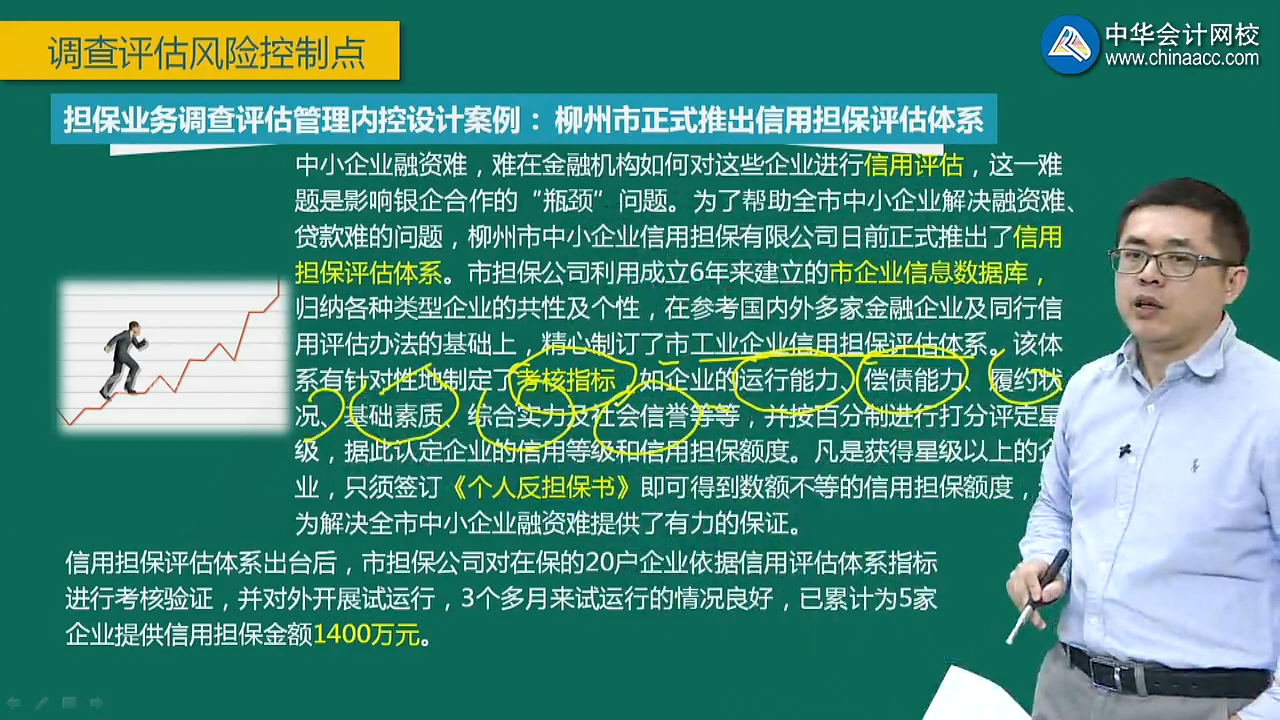 调查评估风险控制点
中华会计网校
www.chinaacc.com
担保业务调查评估管理内控设计案例：柳州市正式推出信用担保评估体系
中小企业融资难，难在金融机构如何对这些企业进行信用评估，这一难
题是影响银企合作的“瓶颈”问题。为了帮助全市中小企业解决融资难、
贷款难的问题，柳州市中小企业信用担保有限公司日前正式推出了信用
担保评估体系。市担保公司利用成立6年来建立的市企业信息数据库，
归纳各种类型企业的共性及个性，在参考国内外多家金融企业及同行信
用评估办法的基础上，精心制订了市工业企业信用担保评估体系。该体
系有针对性地制定了考核指标，如企业的运行能力、偿债能力、履约状
况、基础素质、综合实力及社会信誉等等，并按百分制进行打分评定星
级，据此认定企业的信用等级和信用担保额度。凡是获得星级以上的企
业，只须签订《个人反担保书》即可得到数额不等的信用担保额度，
为解决全市中小企业融资难提供了有力的保证。
信用担保评估体系出台后，市担保公司对在保的20户企业依据信用评估体系指标
进行考核验证，并对外开展试运行，3个多月来试运行的情况良好，已累计为5家
企业提供信用担保金额1400万元。